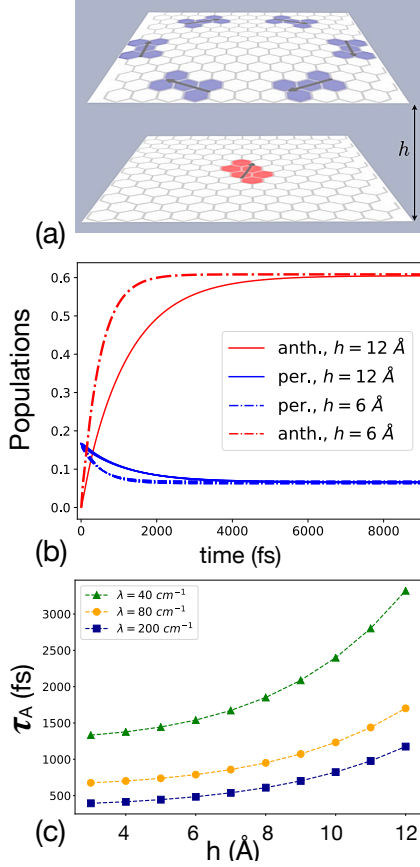 h
(a)
Populations
0.6
0.5
0.4
0.3
0.2
0.1
0.0
anth., h = 12 Å
per., h = 12 Å
per., h = 6 Å
anth., h = 6 Å
0 2000 4000 6000 8000
time (fs)
(b)
τA (fs)
3000
2500
2000
1500
1000
500
λ = 40 cm⁻¹
λ = 80 cm⁻¹
λ = 200 cm⁻¹
4 6 8 10 12
h (Å)
(c)